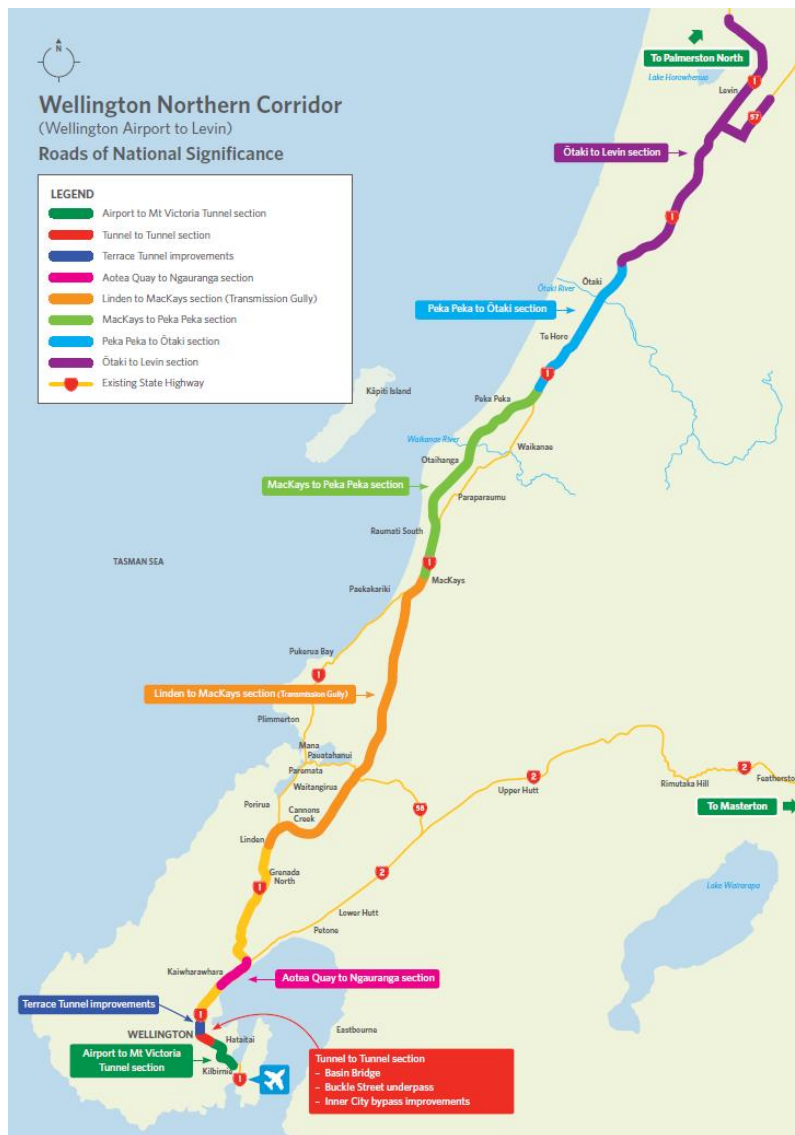 N
Wellington Northern Corridor
(Wellington Airport to Levin)
Roads of National Significance
LEGEND
Airport to Mt Victoria Tunnel section
Tunnel to Tunnel section
Terrace Tunnel improvements
Aotea Quay to Ngauranga section
Linden to MacKays section (Transmission Gully)
MacKays to Peka Peka section
Peka Peka to Ōtaki section
Ōtaki to Levin section
Existing State Highway
To Palmerston North
Lake Horowhenua
Levin
1
57
Ōtaki to Levin section
1
Ōtaki
Ōtaki River
Peka Peka to Ōtaki section
Te Horo
1
Kāpiti Island
Peka Peka
Waikanae River
Waikanae
Otaihanga
MacKays to Peka Peka section
Paraparaumu
Raumati South
TASMAN SEA
1
MacKays
Paekakariki
Pukerua Bay
1
Linden to MacKays section (Transmission Gully)
Plimmerton
Mana
Pauatahanui
Paremata
Waitangirua
2
2
Upper Hutt
Rimutaka Hill
Featherston
To Masterton
Porirua
Cannons
Creek
58
Linden
2
Grenada
North
1
Lake Wairarapa
Lower Hutt
Petone
Kaiwharawhara
Aotea Quay to Ngauranga section
Terrace Tunnel improvements
1
WELLINGTON
Hataitai
Eastbourne
Airport to Mt Victoria
Tunnel section
Kilbirnie
1
Tunnel to Tunnel section
– Basin Bridge
– Buckle Street underpass
– Inner City bypass improvements